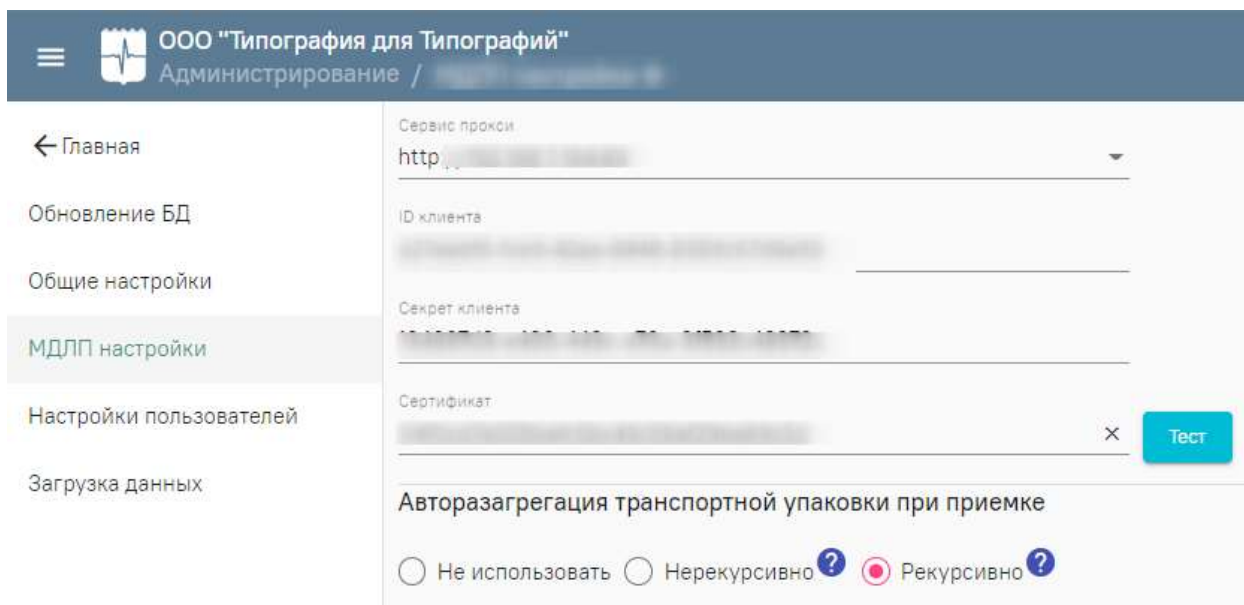 ООО "Типография для Типографий"
Администрирование /
Главная
Обновление БД
Общие настройки
МДЛП настройки
Настройки пользователей
Загрузка данных
Сервис прокси
http
ID клиента
Секрет клиента
Сертификат
Тест
Авторазагрегация транспортной упаковки при приемке
Не использовать Нерекурсивно ? Рекурсивно ?